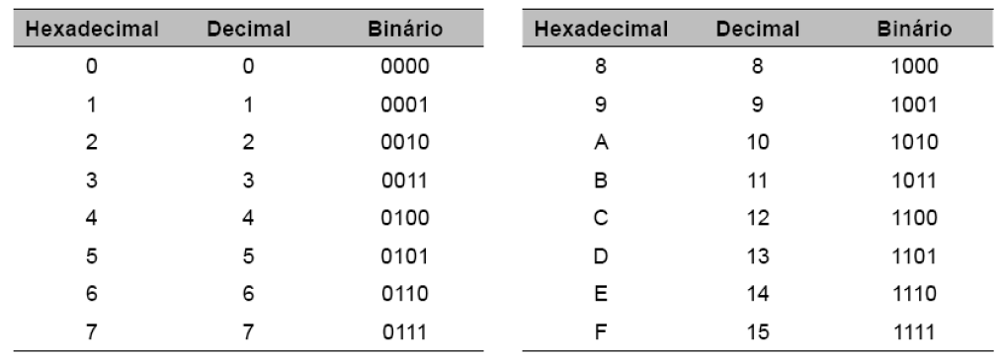 Hexadecimal Decimal Binário
0 0 0000
1 1 0001
2 2 0010
3 3 0011
4 4 0100
5 5 0101
6 6 0110
7 7 0111
Hexadecimal Decimal Binário
8 8 1000
9 9 1001
A 10 1010
B 11 1011
C 12 1100
D 13 1101
E 14 1110
F 15 1111